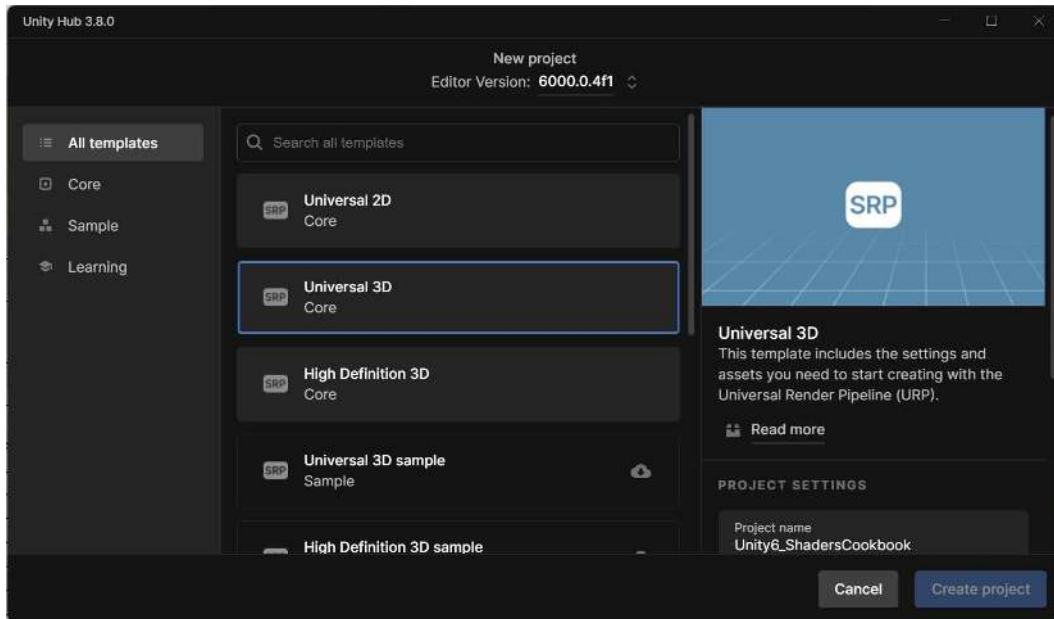 Unity Hub 3.8.0
New project
Editor Version: 6000.0.4f1
All templates
Core
Sample
Learning
Search all templates
SRP
Universal 2D
Core
SRP
Universal 3D
Core
SRP
High Definition 3D
Core
SRP
Universal 3D sample
Sample
High Definition 3D sample
SRP
Universal 3D
This template includes the settings and
assets you need to start creating with the
Universal Render Pipeline (URP).
Read more
PROJECT SETTINGS
Project name
Unity6_ShadersCookbook
Cancel
Create project